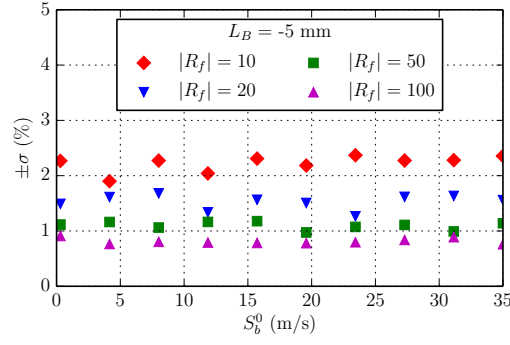 5
4
3
2
1
0
±σ (%)
L_B = -5 mm
|R_f| = 10
|R_f| = 50
|R_f| = 20
|R_f| = 100
0 5 10 15 20 25 30 35
S_b^0 (m/s)